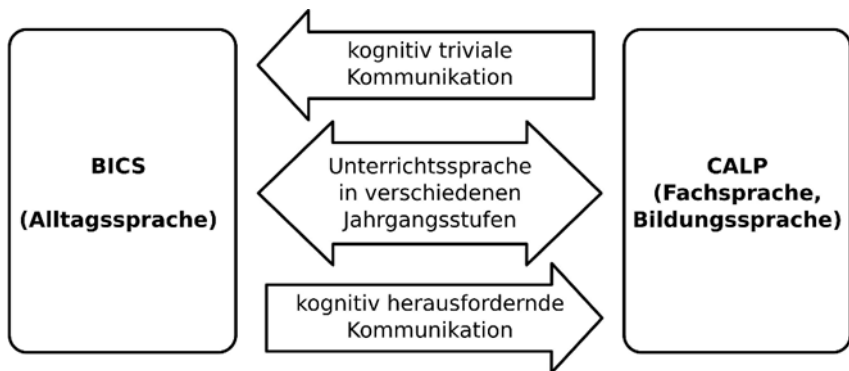 kognitiv triviale
Kommunikation
BICS
(Alltagssprache)
Unterrichtssprache
in verschiedenen
Jahrgangsstufen
CALP
(Fachsprache,
Bildungssprache)
kognitiv herausfordernde
Kommunikation